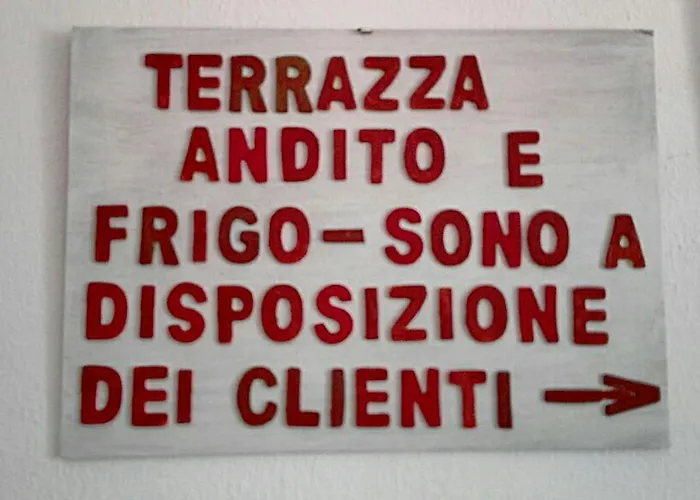 TERRAZZA
ANDITO E
FRIGO-SONO A
DISPOSIZIONE
DEI CLIENTI →